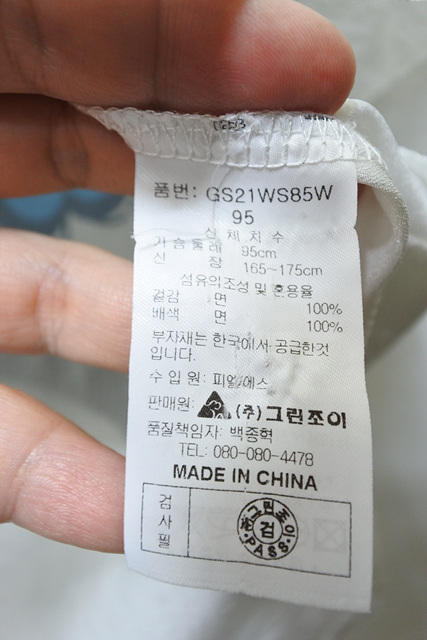 품번: GS21WS85W
95
신 체 치 수
가슴둘레 95cm
신 장 165~175cm
섬유의조성 및 혼용율
겉감 면 100%
배색 면 100%
부자재는 한국에서 공급한것
입니다.
수 입 원: 피엘에스
판매원: (주)그린조이
품질책임자: 백종혁
TEL: 080-080-4478
MADE IN CHINA
검사필
㈜그린조이
검
PASS